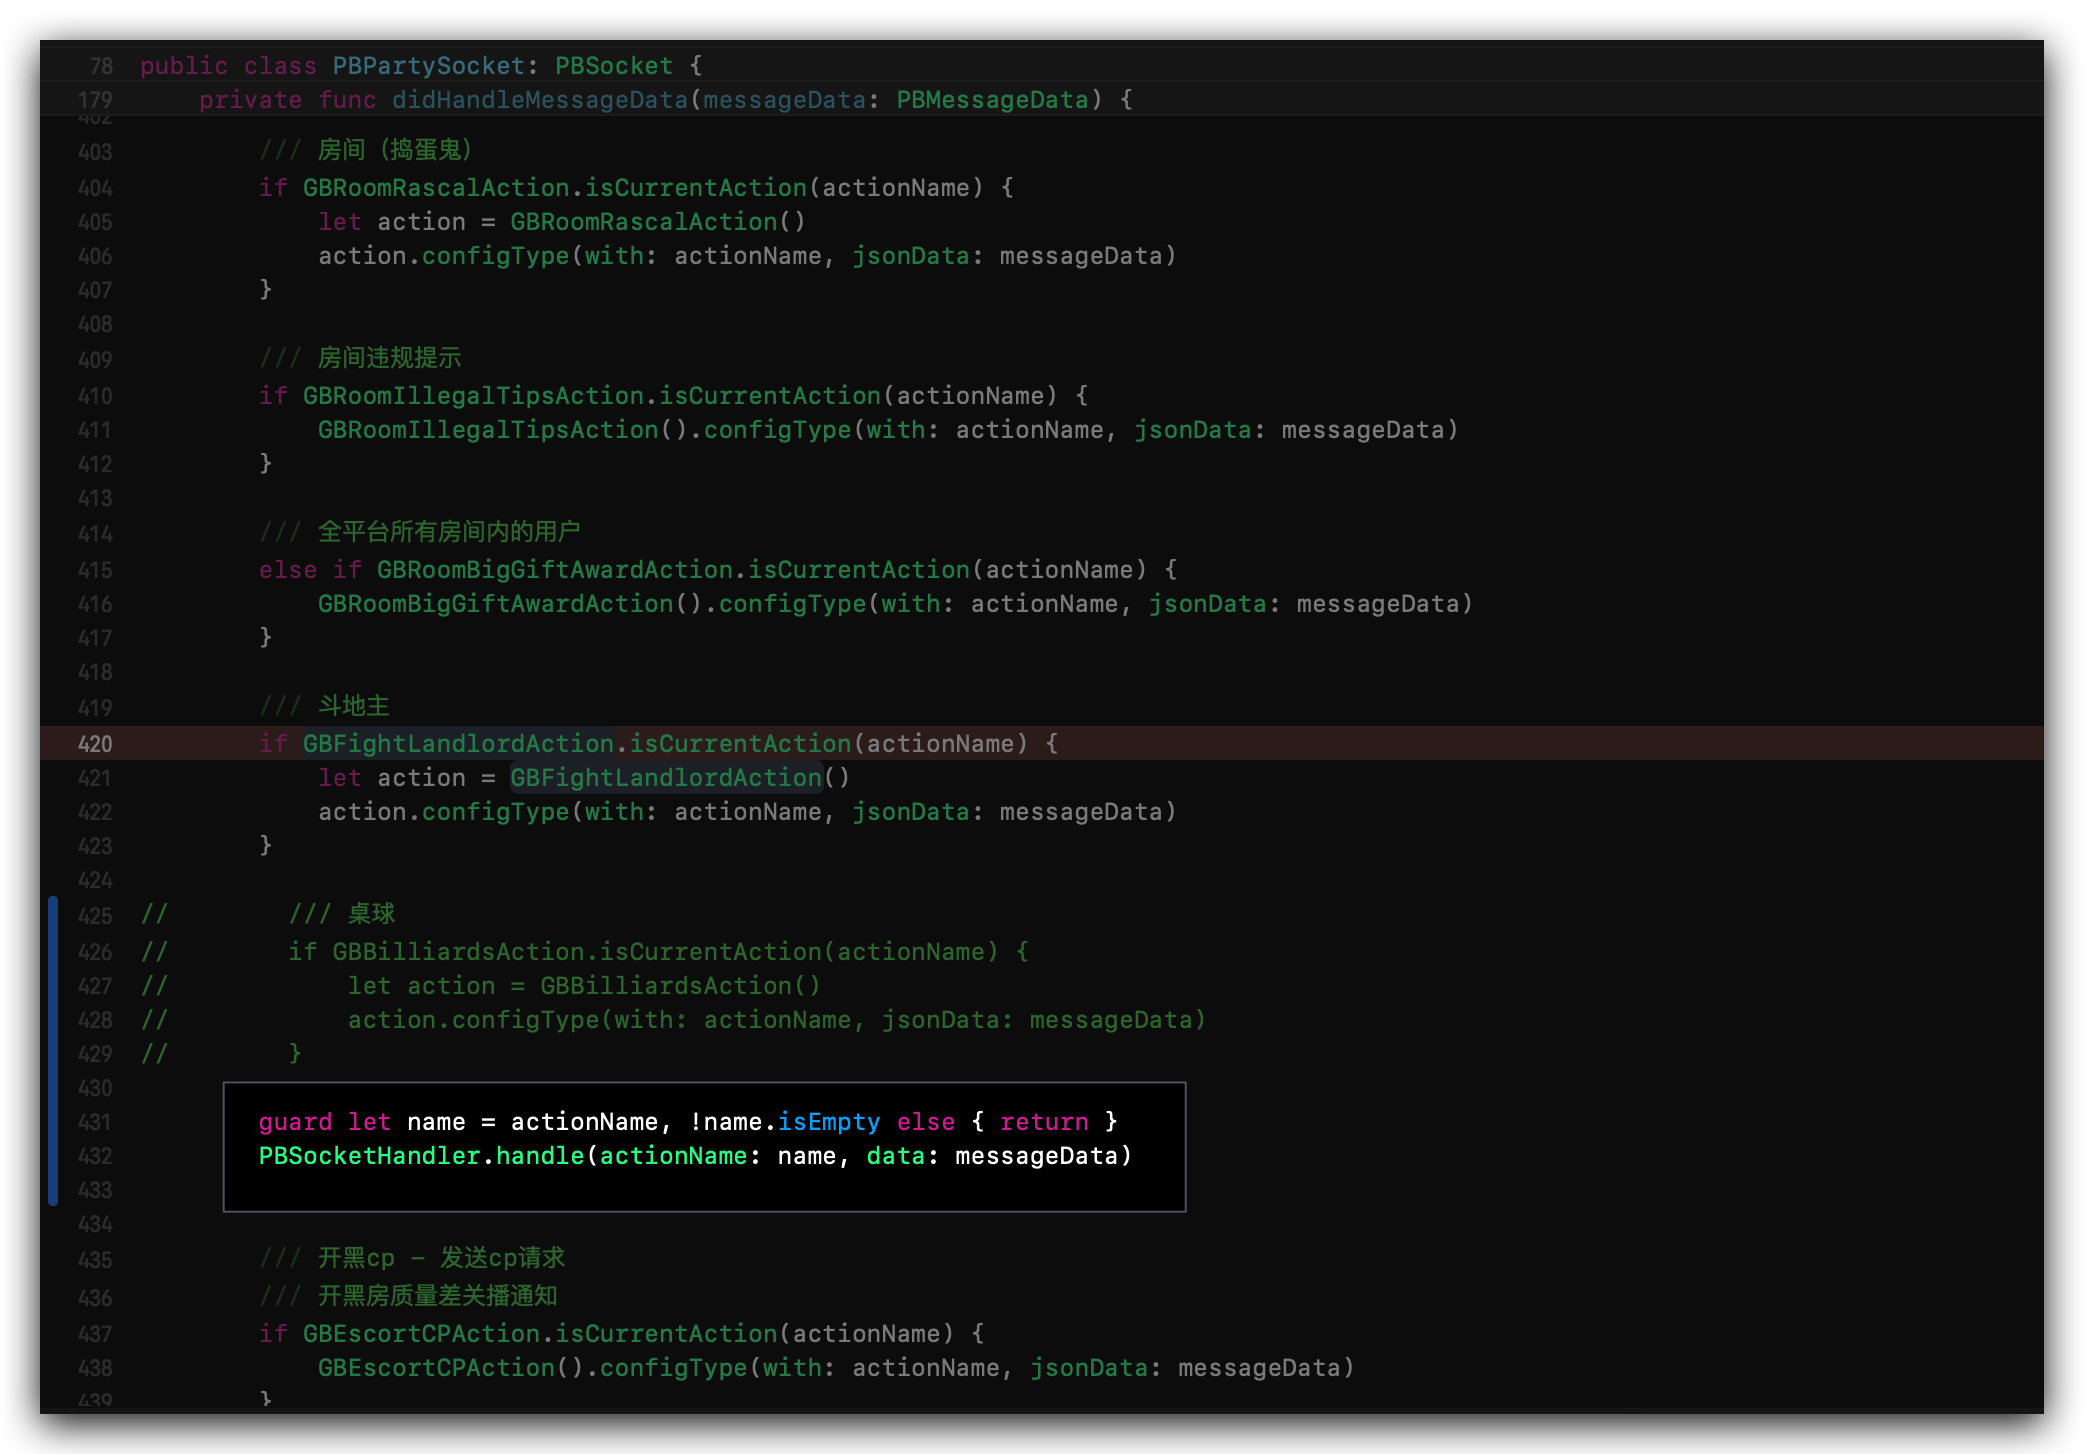 78 public class PBPartySocket: PBSocket {
179 private func didHandleMessageData(messageData: PBMessageData) {
402
403 /// 房间（捣蛋鬼）
404 if GBRoomRascalAction.isCurrentAction(actionName) {
405 let action = GBRoomRascalAction()
406 action.configType(with: actionName, jsonData: messageData)
407 }
408
409 /// 房间违规提示
410 if GBRoomIllegalTipsAction.isCurrentAction(actionName) {
411 GBRoomIllegalTipsAction().configType(with: actionName, jsonData: messageData)
412 }
413
414 /// 全平台所有房间内的用户
415 else if GBRoomBigGiftAwardAction.isCurrentAction(actionName) {
416 GBRoomBigGiftAwardAction().configType(with: actionName, jsonData: messageData)
417 }
418
419 /// 斗地主
420 if GBFightLandlordAction.isCurrentAction(actionName) {
421 let action = GBFightLandlordAction()
422 action.configType(with: actionName, jsonData: messageData)
423 }
424
425 // /// 桌球
426 // if GBBilliardsAction.isCurrentAction(actionName) {
427 // let action = GBBilliardsAction()
428 // action.configType(with: actionName, jsonData: messageData)
429 // }
430
431 guard let name = actionName, !name.isEmpty else { return }
432 PBSocketHandler.handle(actionName: name, data: messageData)
433
434
435 /// 开黑cp – 发送cp请求
436 /// 开黑房质量差关播通知
437 if GBEscortCPAction.isCurrentAction(actionName) {
438 GBEscortCPAction().configType(with: actionName, jsonData: messageData)
439 }